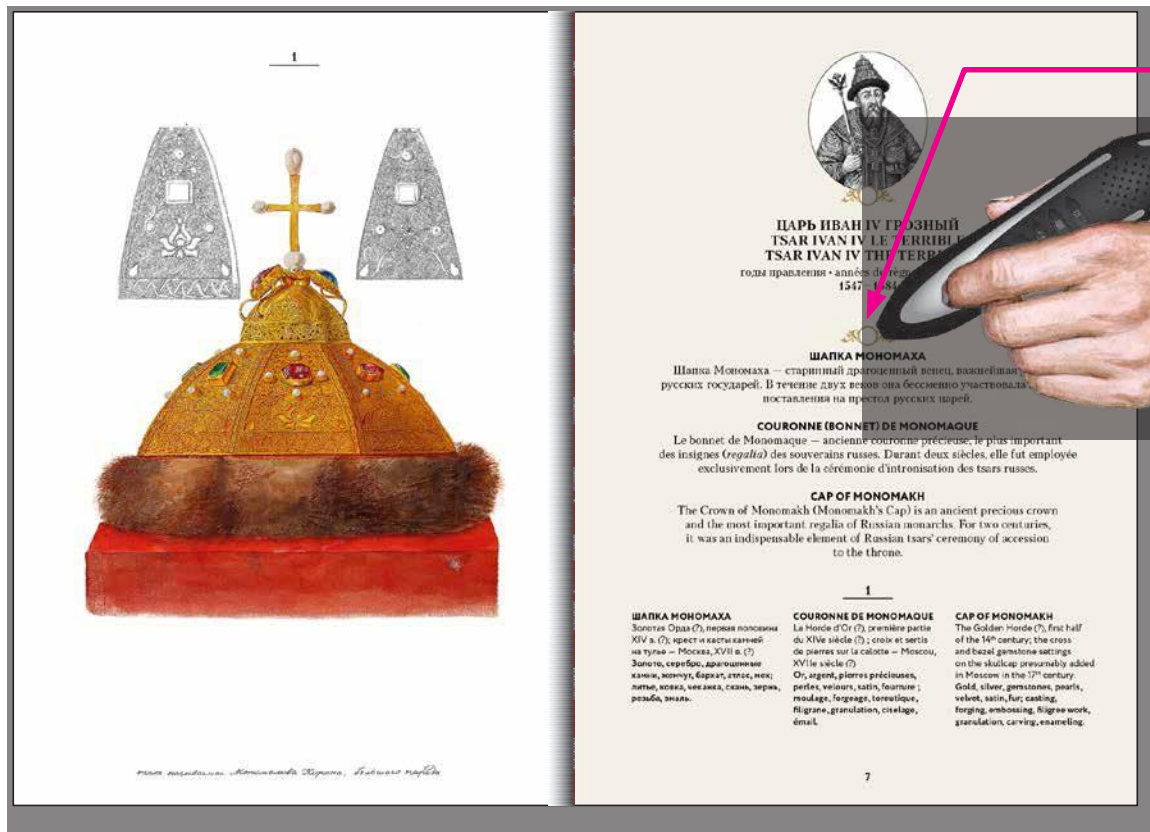 1
такъ называемая Мономахова Корона,
ЦАРЬ ИВАН IV ГРОЗНЫЙ
TSAR IVAN IV LE TERRIBLE
TSAR IVAN IV THE TERR
годы правления • années de règne
1547–1584
ШАПКА МОНОМАХА
Шапка Мономаха — старинный драгоценный венец, важнейшая
русских государей. В течение двух веков она бессменно участвовала
поставления на престол русских царей.
COURONNE (BONNET) DE MONOMAQUE
Le bonnet de Monomaque — ancienne couronne précieuse, le plus important
des insignes (regalia) des souverains russes. Durant deux siècles, elle fut employée
exclusivement lors de la cérémonie d'intronisation des tsars russes.
CAP OF MONOMAKH
The Crown of Monomakh (Monomakh's Cap) is an ancient precious crown
and the most important regalia of Russian monarchs. For two centuries,
it was an indispensable element of Russian tsars' ceremony of accession
to the throne.
1
ШАПКА МОНОМАХА
Золотая Орда (?), первая половина
XIV в. (?); крест и касты камней
на тулье — Москва, XVII в. (?)
Золото, серебро, драгоценные
камни, жемчуг, бархат, атлас, мех;
литье, ковка, чеканка, скань, зернь,
резьба, эмаль.
COURONNE DE MONOMAQUE
La Horde d'Or (?), première partie
du XIVe siècle (?) ; croix et sertis
de pierres sur la calotte — Moscou,
XVIIe siècle (?)
Or, argent, pierres précieuses,
perles, velours, satin, fourrure ;
moulage, forgeage, toreutique,
filigrane, granulation, ciselage,
émail.
CAP OF MONOMAKH
The Golden Horde (?), first half
of the 14th century; the cross
and bezel gemstone settings
on the skullcap presumably added
in Moscow in the 17th century
Gold, silver, gemstones, pearls,
velvet, satin, fur; casting,
forging, embossing, filigree work,
granulation, carving, enameling.
7